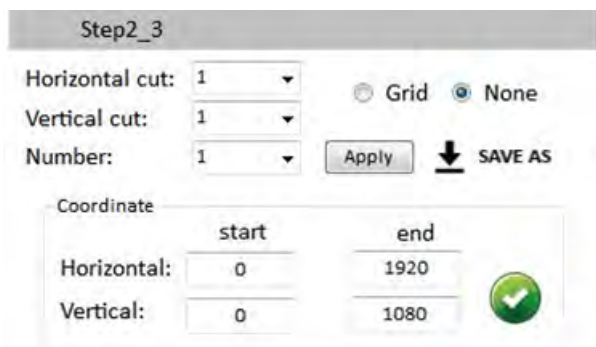 Step2_3
Horizontal cut: 1 Grid None
Vertical cut: 1
Number: 1 Apply SAVE AS
Coordinate
start end
Horizontal: 0 1920
Vertical: 0 1080